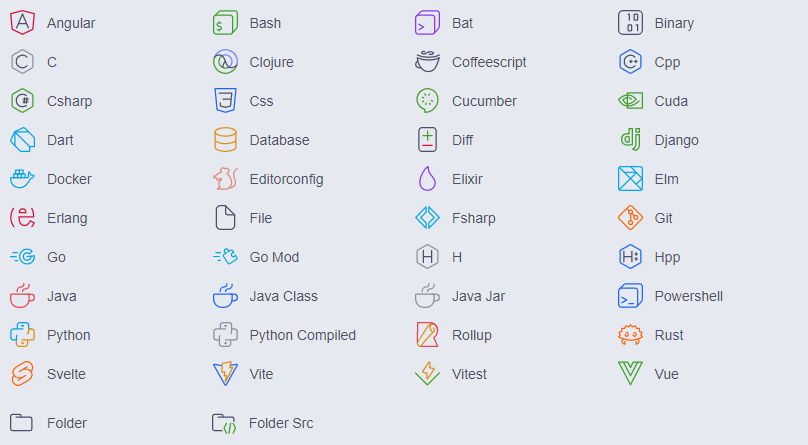 Angular Bash Bat Binary
C Clojure Coffeescript Cpp
Csharp Css Cucumber Cuda
Dart Database Diff Django
Docker Editorconfig Elixir Elm
Erlang File Fsharp Git
Go Go Mod H Hpp
Java Java Class Java Jar Powershell
Python Python Compiled Rollup Rust
Svelte Vite Vitest Vue
Folder Folder Src